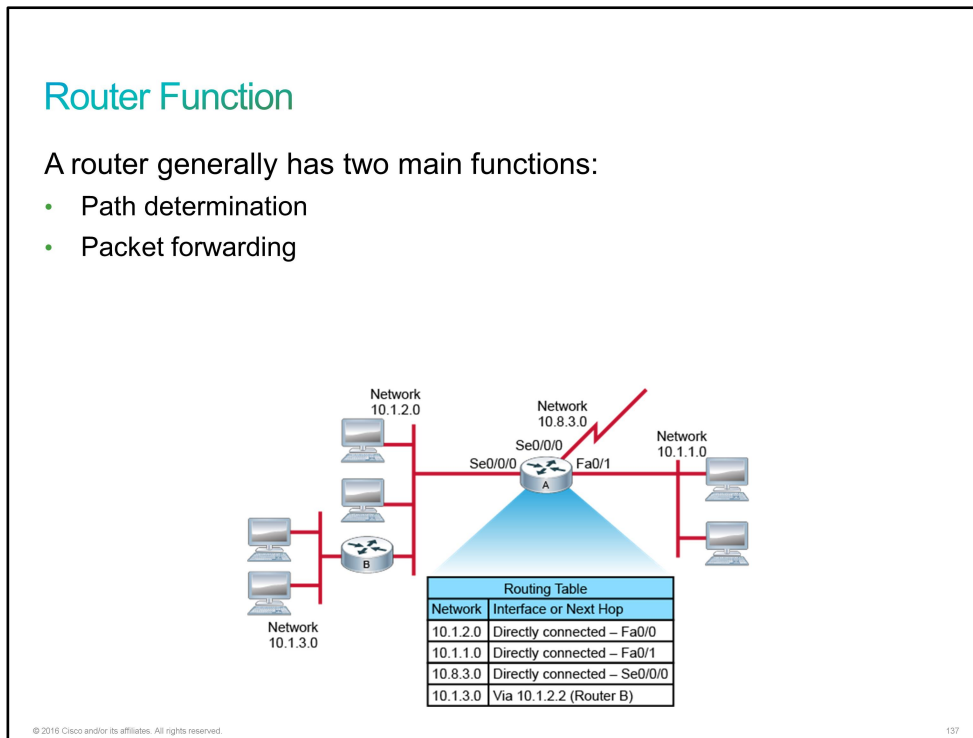 Router Function
A router generally has two main functions:
• Path determination
• Packet forwarding
Network
10.1.2.0
Network
10.8.3.0
Se0/0/0
Se0/0/0
Fa0/1
Network
10.1.1.0
A
B
Network
10.1.3.0
Routing Table
Network Interface or Next Hop
10.1.2.0 Directly connected – Fa0/0
10.1.1.0 Directly connected – Fa0/1
10.8.3.0 Directly connected – Se0/0/0
10.1.3.0 Via 10.1.2.2 (Router B)
© 2016 Cisco and/or its affiliates. All rights reserved.
137